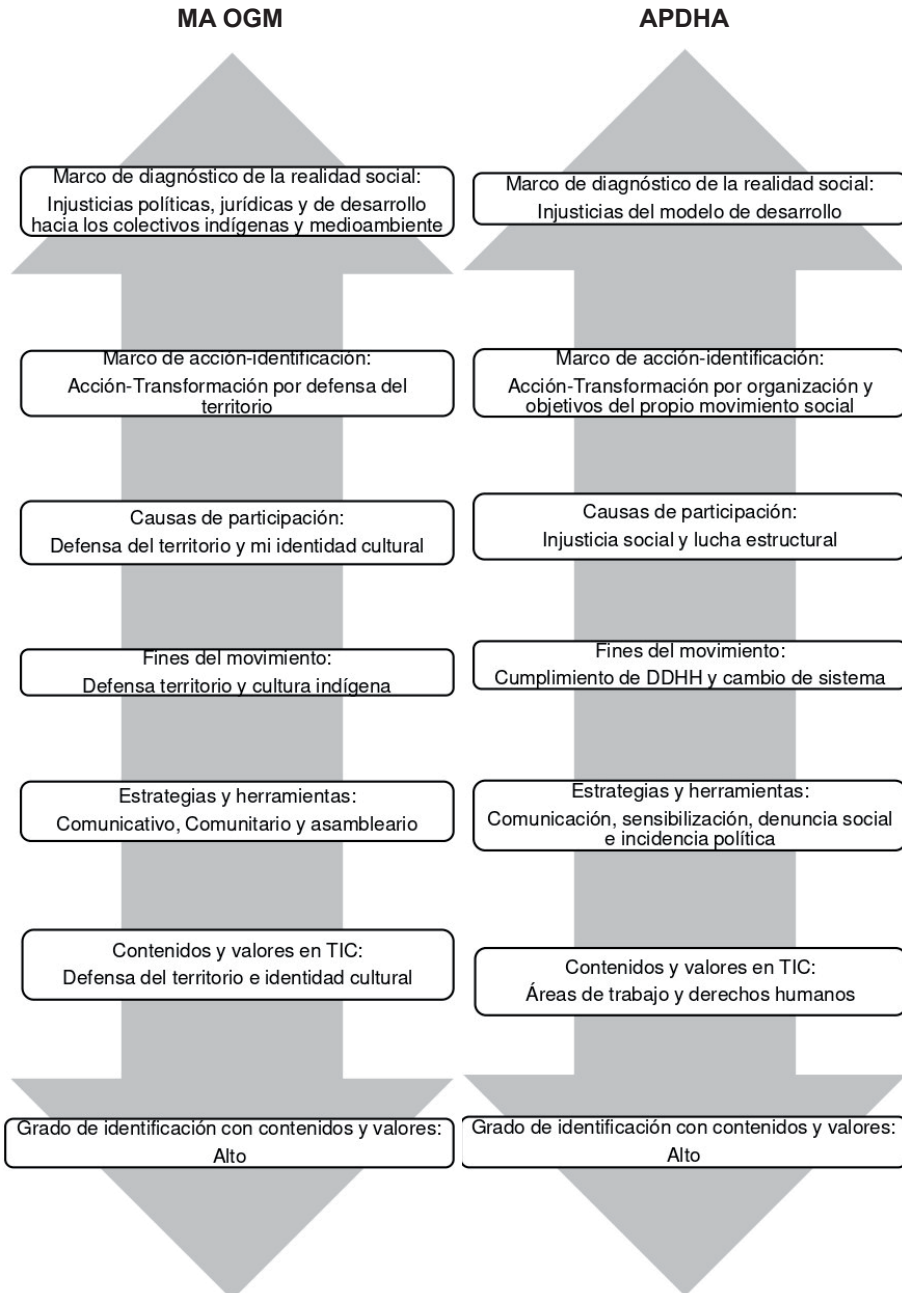 MA OGM
Marco de diagnóstico de la realidad social:
Injusticias políticas, jurídicas y de desarrollo
hacia los colectivos indígenas y medioambiente
Marco de acción-identificación:
Acción-Transformación por defensa del
territorio
Causas de participación:
Defensa del territorio y mi identidad cultural
Fines del movimiento:
Defensa territorio y cultura indígena
Estrategias y herramientas:
Comunicativo, Comunitario y asambleario
Contenidos y valores en TIC:
Defensa del territorio e identidad cultural
Grado de identificación con contenidos y valores:
Alto
APDHA
Marco de diagnóstico de la realidad social:
Injusticias del modelo de desarrollo
Marco de acción-identificación:
Acción-Transformación por organización y
objetivos del propio movimiento social
Causas de participación:
Injusticia social y lucha estructural
Fines del movimiento:
Cumplimiento de DDHH y cambio de sistema
Estrategias y herramientas:
Comunicación, sensibilización, denuncia social
e incidencia política
Contenidos y valores en TIC:
Áreas de trabajo y derechos humanos
Grado de identificación con contenidos y valores:
Alto